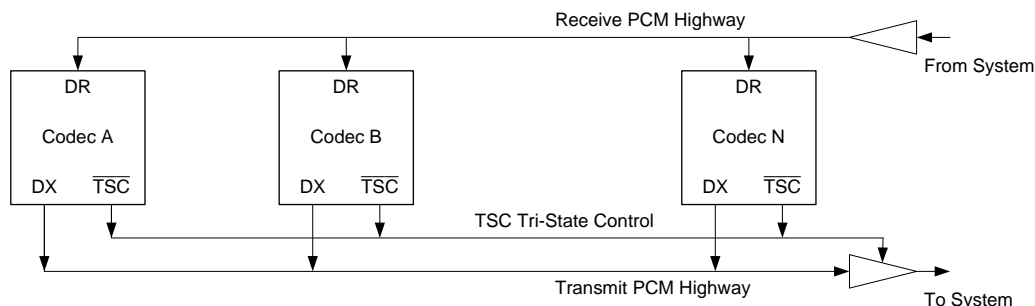 Receive PCM Highway
From System
DR
DR
DR
Codec A
Codec B
Codec N
DX TSC
DX TSC
DX TSC
TSC Tri-State Control
Transmit PCM Highway
To System